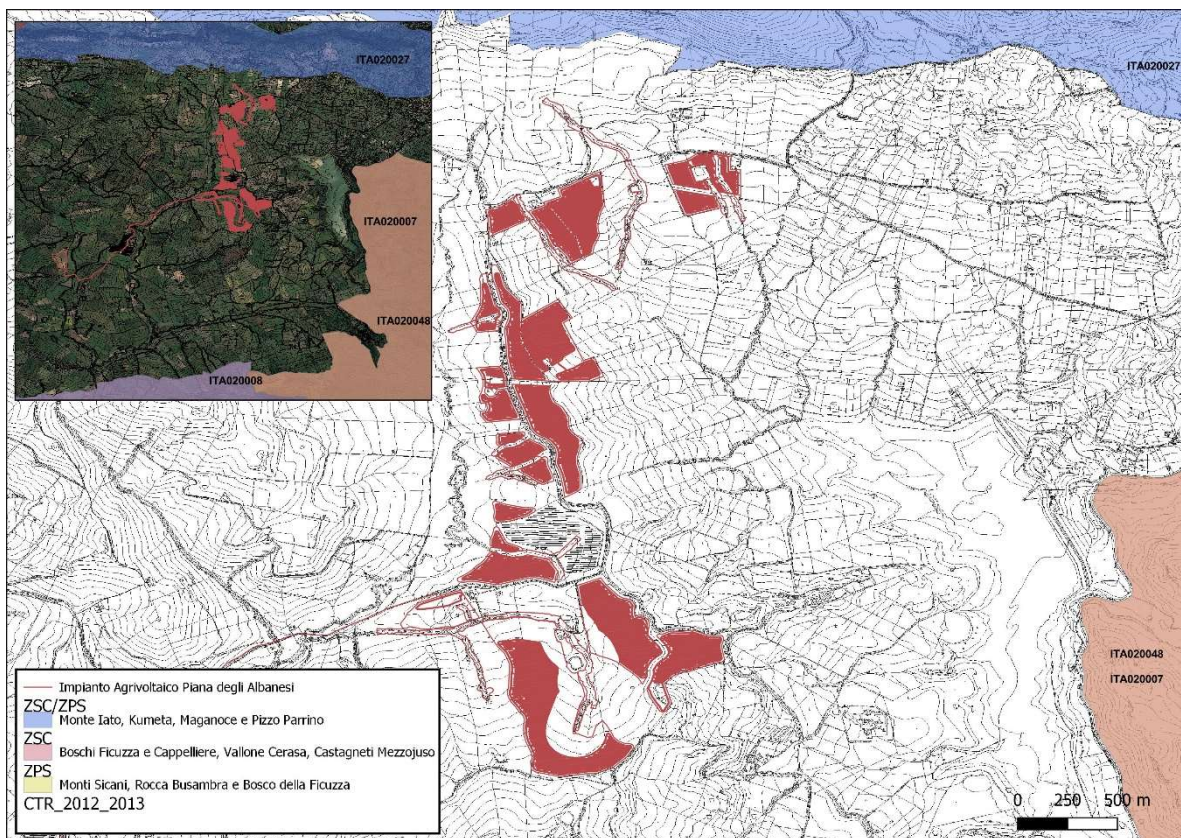 ITA020027
ITA020027
ITA020007
ITA020048
ITA020008
ITA020048
ITA020007
Impianto Agrivoltaico Piana degli Albanesi
ZSC/ZPS
Monte Iato, Kumeta, Maganoce e Pizzo Parrino
ZSC
Boschi Ficuzza e Cappelliere, Vallone Cerasa, Castagneti Mezzojuso
ZPS
Monti Sicani, Rocca Busambra e Bosco della Ficuzza
CTR_2012_2013
0 250 500 m